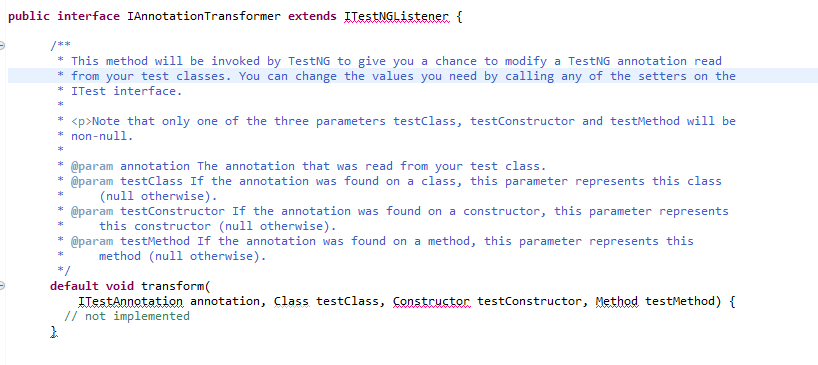 public interface IAnnotationTransformer extends ITestNGListener {
/**
* This method will be invoked by TestNG to give you a chance to modify a TestNG annotation read
* from your test classes. You can change the values you need by calling any of the setters on the
* ITest interface.
*
* <p>Note that only one of the three parameters testClass, testConstructor and testMethod will be
* non-null.
*
* @param annotation The annotation that was read from your test class.
* @param testClass If the annotation was found on a class, this parameter represents this class
* (null otherwise).
* @param testConstructor If the annotation was found on a constructor, this parameter represents
* this constructor (null otherwise).
* @param testMethod If the annotation was found on a method, this parameter represents this
* method (null otherwise).
*/
default void transform(
ITestAnnotation annotation, Class testClass, Constructor testConstructor, Method testMethod) {
// not implemented
}